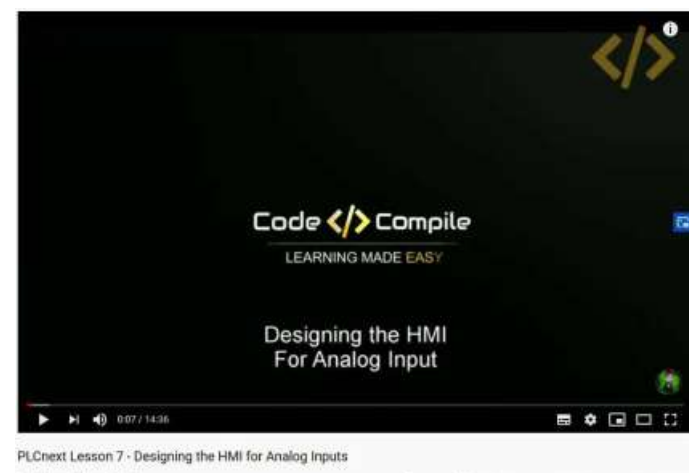 Code </> Compile
LEARNING MADE EASY
Designing the HMI
For Analog Input
0:07 / 14:36
PLCnext Lesson 7 - Designing the HMI for Analog Inputs